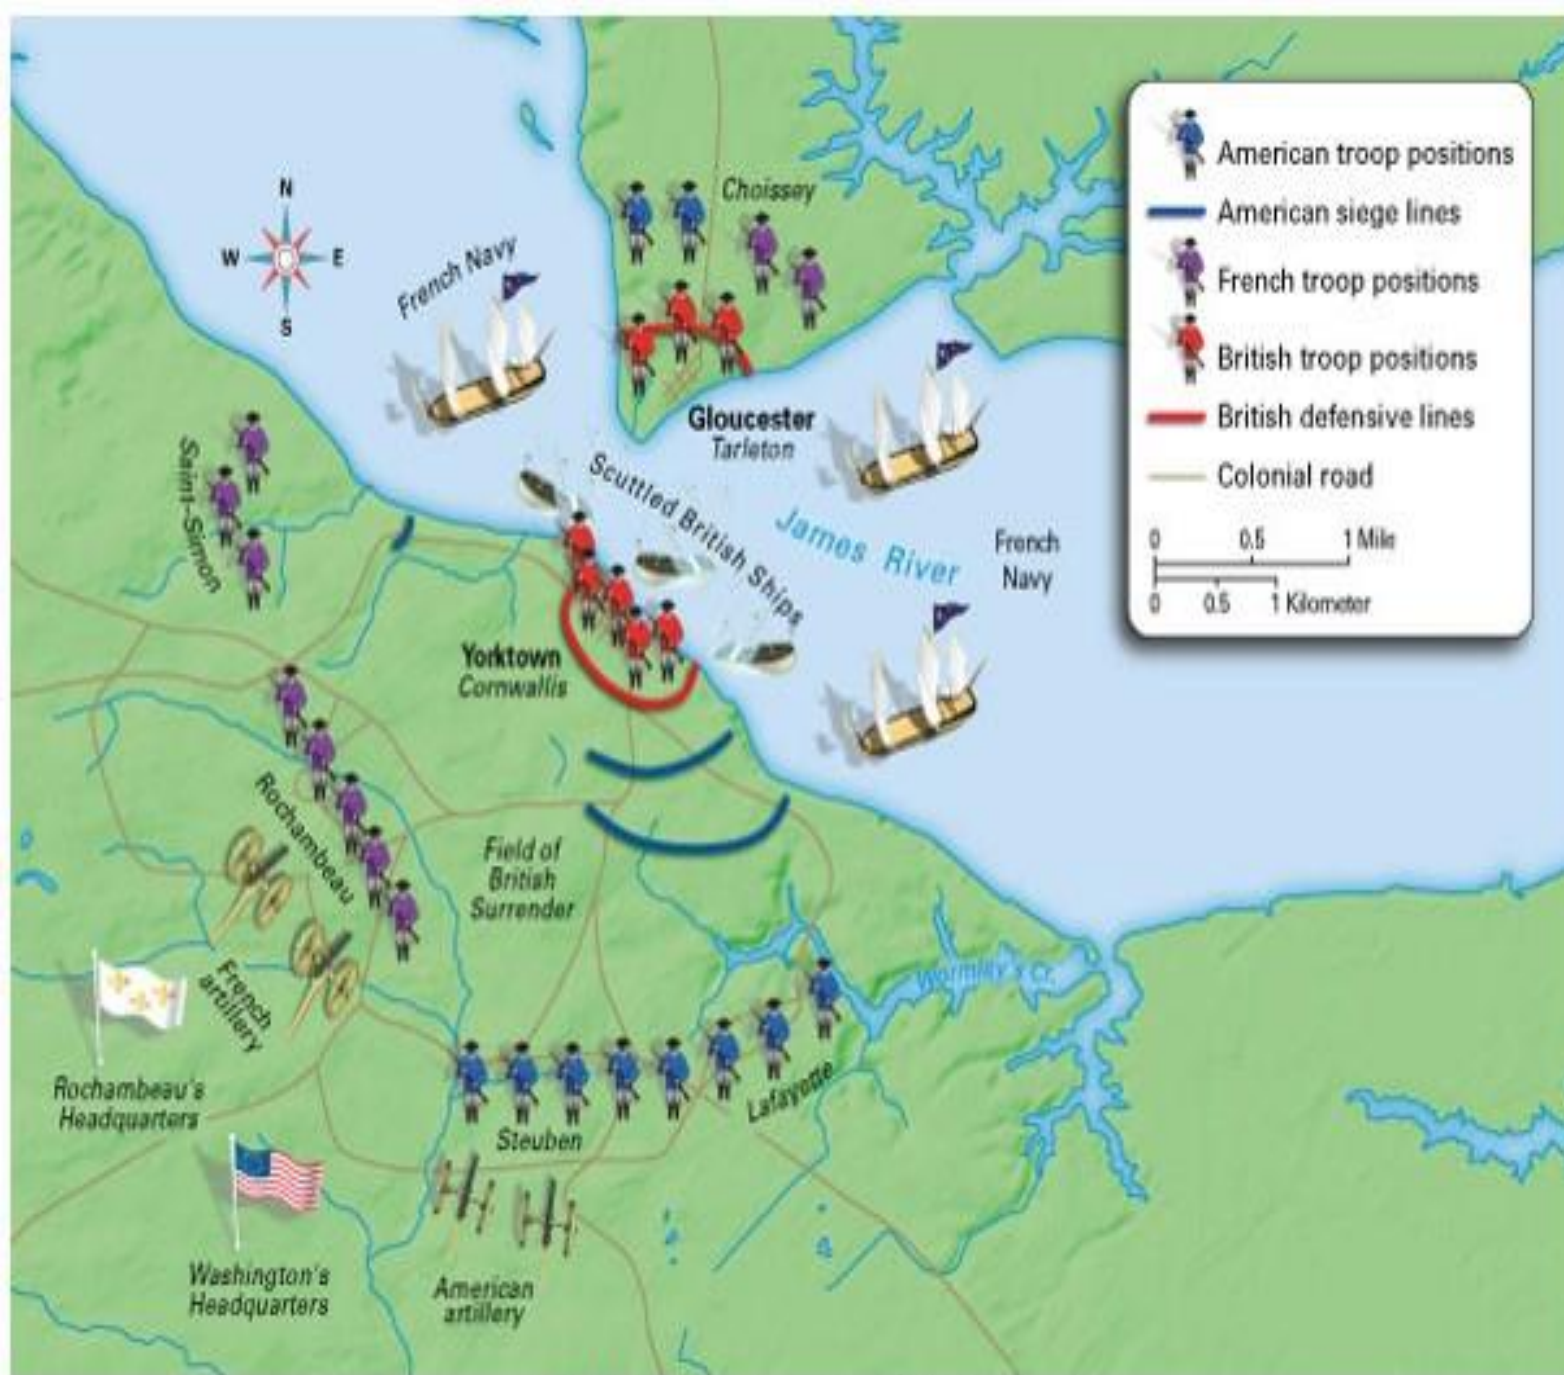 N
W
E
S
French Navy
Choissey
Gloucester
Tarleton
Scuttled British Ships
James River
French
Navy
Saint-Simon
Yorktown
Cornwallis
Rochambeau
Field of
British
Surrender
French
artillery
Wormley's Cr.
Rochambeau's
Headquarters
Lafayette
Steuben
Washington's
Headquarters
American
artillery
American troop positions
American siege lines
French troop positions
British troop positions
British defensive lines
Colonial road
0 0.5 1 Mile
0 0.5 1 Kilometer